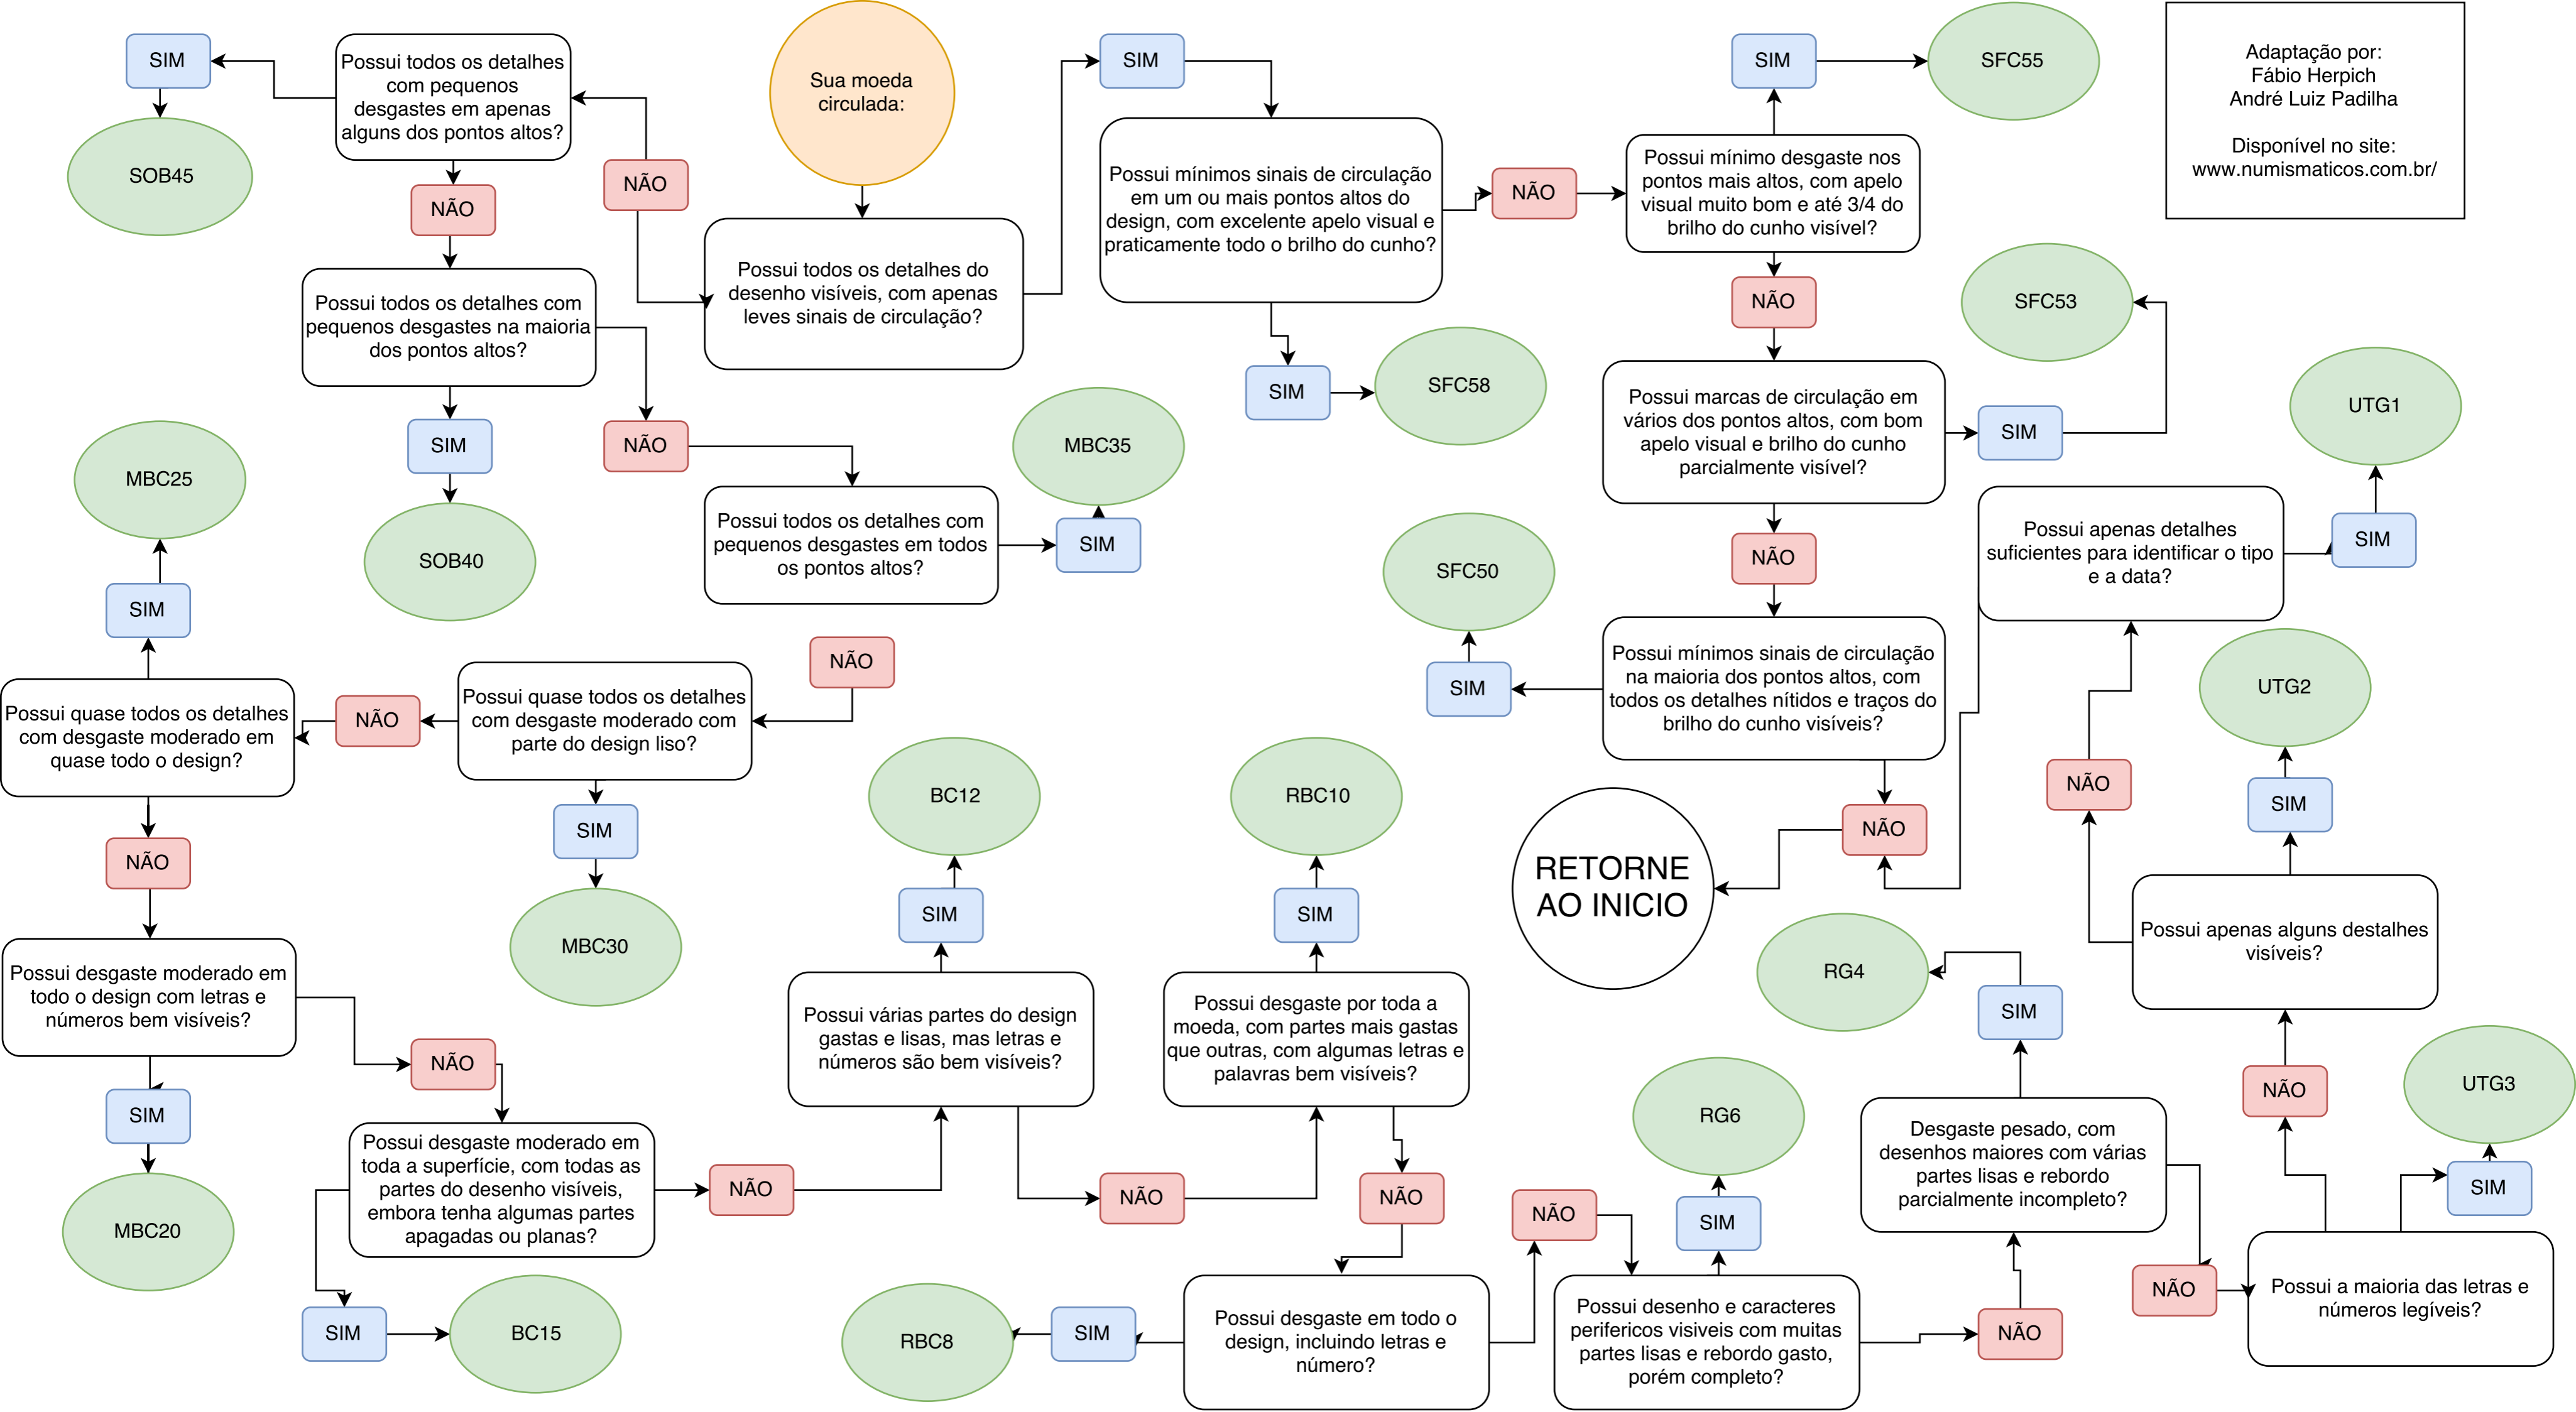 Sua moeda
circulada:
Possui todos os detalhes do
desenho visíveis, com apenas
leves sinais de circulação?
NÃO
Possui todos os detalhes
com pequenos
desgastes em apenas
alguns dos pontos altos?
SIM
SOB45
NÃO
Possui todos os detalhes com
pequenos desgastes na maioria
dos pontos altos?
SIM
SOB40
NÃO
Possui todos os detalhes com
pequenos desgastes em todos
os pontos altos?
SIM
MBC35
NÃO
Possui quase todos os detalhes
com desgaste moderado com
parte do design liso?
SIM
MBC30
NÃO
Possui quase todos os detalhes
com desgaste moderado em
quase todo o design?
SIM
MBC25
NÃO
Possui desgaste moderado em
todo o design com letras e
números bem visíveis?
SIM
MBC20
NÃO
Possui desgaste moderado em
toda a superfície, com todas as
partes do desenho visíveis,
embora tenha algumas partes
apagadas ou planas?
SIM
BC15
NÃO
Possui várias partes do design
gastas e lisas, mas letras e
números são bem visíveis?
SIM
BC12
NÃO
Possui desgaste por toda a
moeda, com partes mais gastas
que outras, com algumas letras e
palavras bem visíveis?
SIM
RBC10
NÃO
Possui desgaste em todo o
design, incluindo letras e
número?
SIM
RBC8
NÃO
Possui desenho e caracteres
perifericos visiveis com muitas
partes lisas e rebordo gasto,
porém completo?
SIM
RG6
NÃO
Desgaste pesado, com
desenhos maiores com várias
partes lisas e rebordo
parcialmente incompleto?
SIM
RG4
NÃO
Possui a maioria das letras e
números legíveis?
SIM
UTG3
NÃO
Possui apenas alguns destalhes
visíveis?
SIM
UTG2
NÃO
Possui apenas detalhes
suficientes para identificar o tipo
e a data?
SIM
UTG1
SIM
Possui mínimos sinais de circulação
em um ou mais pontos altos do
design, com excelente apelo visual e
praticamente todo o brilho do cunho?
SIM
SFC58
NÃO
Possui mínimo desgaste nos
pontos mais altos, com apelo
visual muito bom e até 3/4 do
brilho do cunho visível?
SIM
SFC55
NÃO
Possui marcas de circulação em
vários dos pontos altos, com bom
apelo visual e brilho do cunho
parcialmente visível?
SIM
SFC53
NÃO
Possui mínimos sinais de circulação
na maioria dos pontos altos, com
todos os detalhes nítidos e traços do
brilho do cunho visíveis?
SIM
SFC50
NÃO
RETORNE
AO INICIO
Adaptação por:
Fábio Herpich
André Luiz Padilha
Disponível no site:
www.numismaticos.com.br/